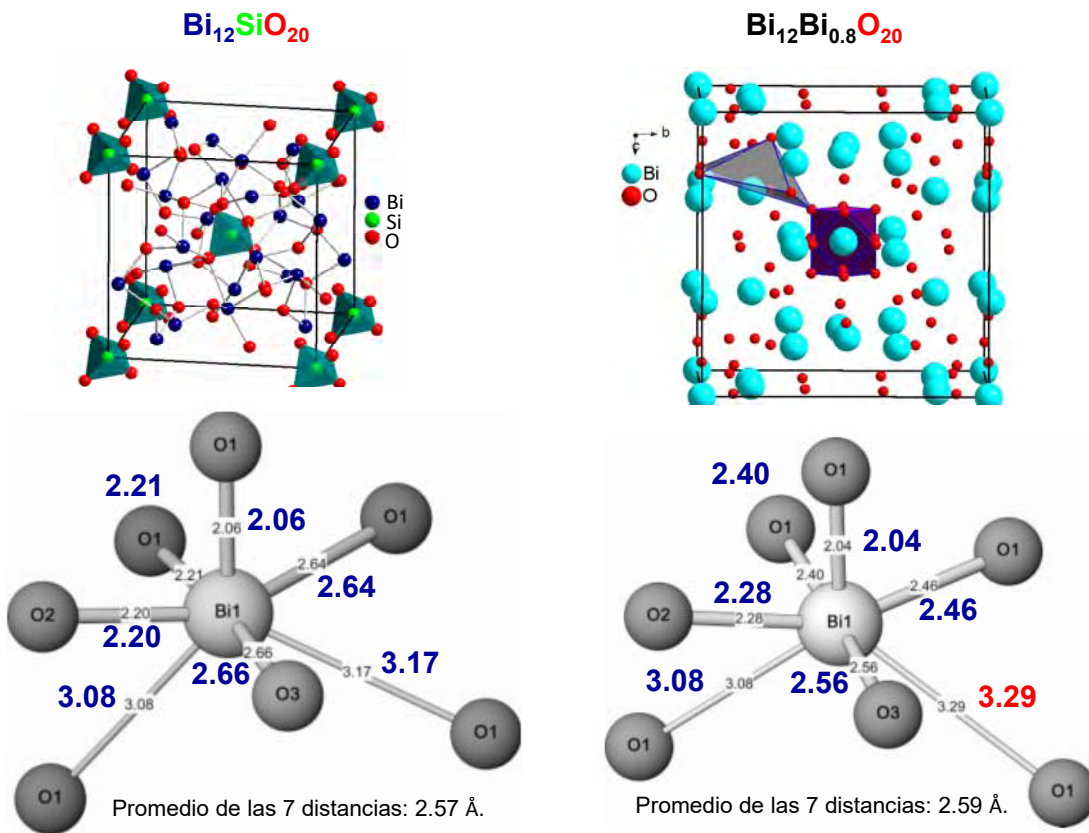 Bi12SiO20
Bi12Bi0.8O20
Bi
Si
O
b
c
Bi
O
O1
2.21
2.06
2.06
O1
O1
2.21
2.64
2.64
O2
2.20
Bi1
2.20
2.66
2.66
3.17
3.17
3.08
3.08
O3
O1
O1
Promedio de las 7 distancias: 2.57 Å.
O1
2.40
O1
2.04
2.04
O1
2.40
2.46
2.46
2.28
O2
2.28
Bi1
3.08
3.08
2.56
2.56
3.29
3.29
O3
O1
O1
Promedio de las 7 distancias: 2.59 Å.